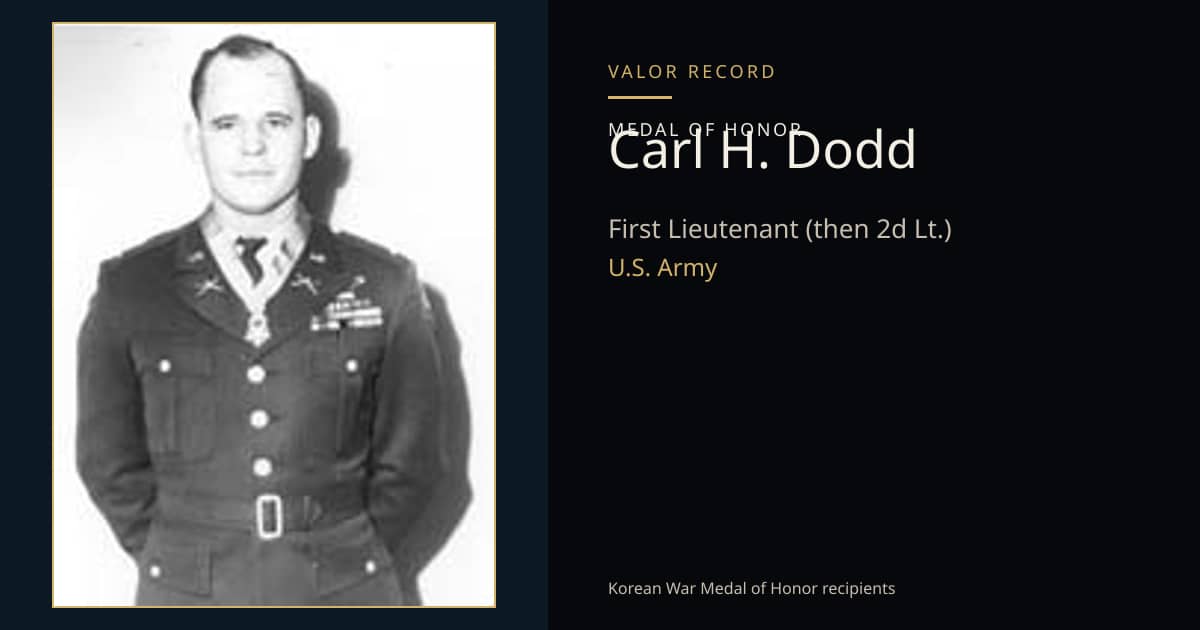 VALOR RECORD
MEDAL OF HONOR
Carl H. Dodd
First Lieutenant (then 2d Lt.)
U.S. Army
Korean War Medal of Honor recipients